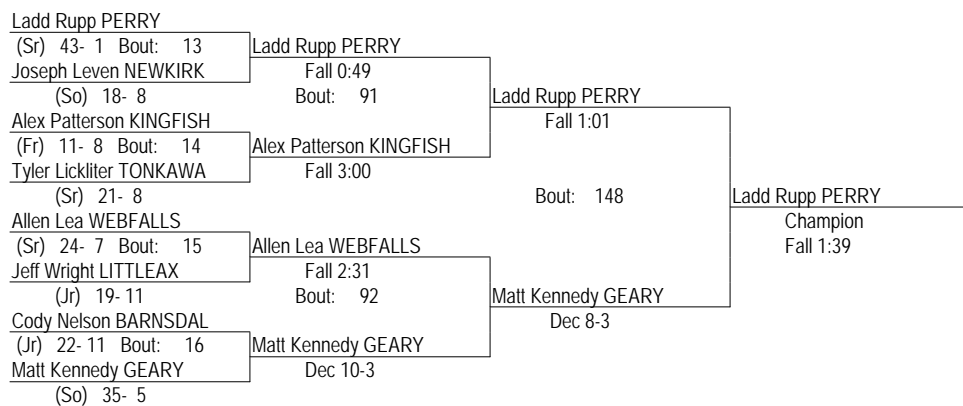 Ladd Rupp PERRY
(Sr) 43- 1 Bout: 13
Joseph Leven NEWKIRK
(So) 18- 8
Alex Patterson KINGFISH
(Fr) 11- 8 Bout: 14
Tyler Lickliter TONKAWA
(Sr) 21- 8
Allen Lea WEBFALLS
(Sr) 24- 7 Bout: 15
Jeff Wright LITTLEAX
(Jr) 19- 11
Cody Nelson BARNSDAL
(Jr) 22- 11 Bout: 16
Matt Kennedy GEARY
(So) 35- 5
Ladd Rupp PERRY
Fall 0:49
Bout: 91
Alex Patterson KINGFISH
Fall 3:00
Allen Lea WEBFALLS
Fall 2:31
Bout: 92
Matt Kennedy GEARY
Dec 10-3
Ladd Rupp PERRY
Fall 1:01
Bout: 148
Matt Kennedy GEARY
Dec 8-3
Ladd Rupp PERRY
Champion
Fall 1:39